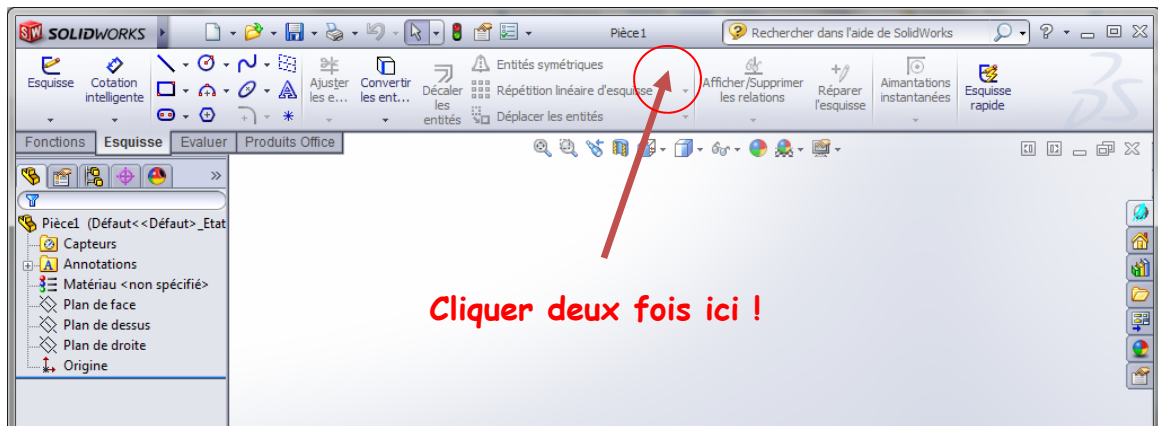 SOLIDWORKS
Pièce1
Rechercher dans l'aide de SolidWorks
Esquisse
Cotation intelligente
Ajuster les e...
Convertir les ent...
Décaler les entités
Entités symétriques
Répétition linéaire d'esquisse
Déplacer les entités
Afficher/Supprimer les relations
Réparer l'esquisse
Aimantations instantanées
Esquisse rapide
Fonctions Esquisse Evaluer Produits Office
Pièce1 (Défaut<<Défaut>_Etat
Capteurs
Annotations
Matériau <non spécifié>
Plan de face
Plan de dessus
Plan de droite
Origine
Cliquer deux fois ici !